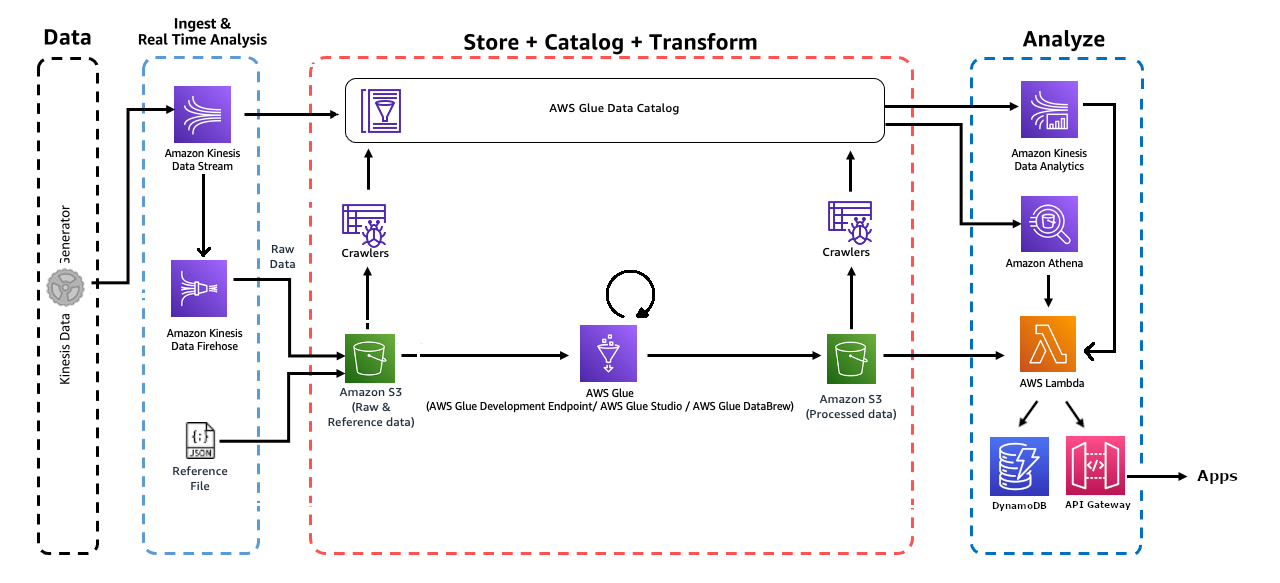 Data
Ingest &
Real Time Analysis
Store + Catalog + Transform
Analyze
Kinesis Data Generator
Amazon Kinesis
Data Stream
Amazon Kinesis
Data Firehose
Raw
Data
{;}
JSON
Reference
File
AWS Glue Data Catalog
Crawlers
Crawlers
Amazon S3
(Raw &
Reference data)
AWS Glue
(AWS Glue Development Endpoint/ AWS Glue Studio / AWS Glue DataBrew)
Amazon S3
(Processed data)
Amazon Kinesis
Data Analytics
Amazon Athena
AWS Lambda
DynamoDB
</>
API Gateway
Apps